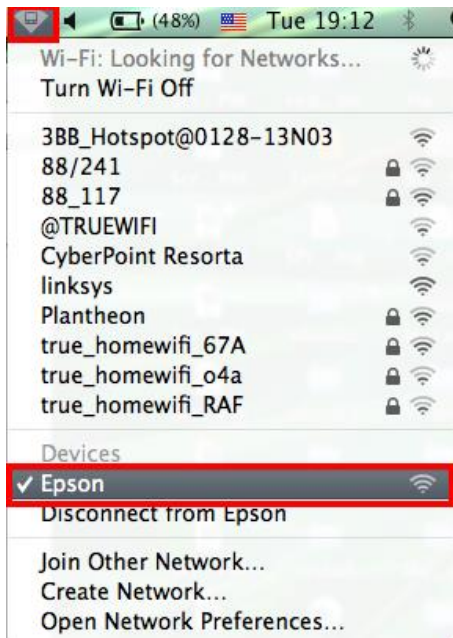 (48%) Tue 19:12
Wi-Fi: Looking for Networks...
Turn Wi-Fi Off
3BB_Hotspot@0128-13N03
88/241
88_117
@TRUEWIFI
CyberPoint Resorta
linksys
Plantheon
true_homewifi_67A
true_homewifi_o4a
true_homewifi_RAF
Devices
✓ Epson
Disconnect from Epson
Join Other Network...
Create Network...
Open Network Preferences...